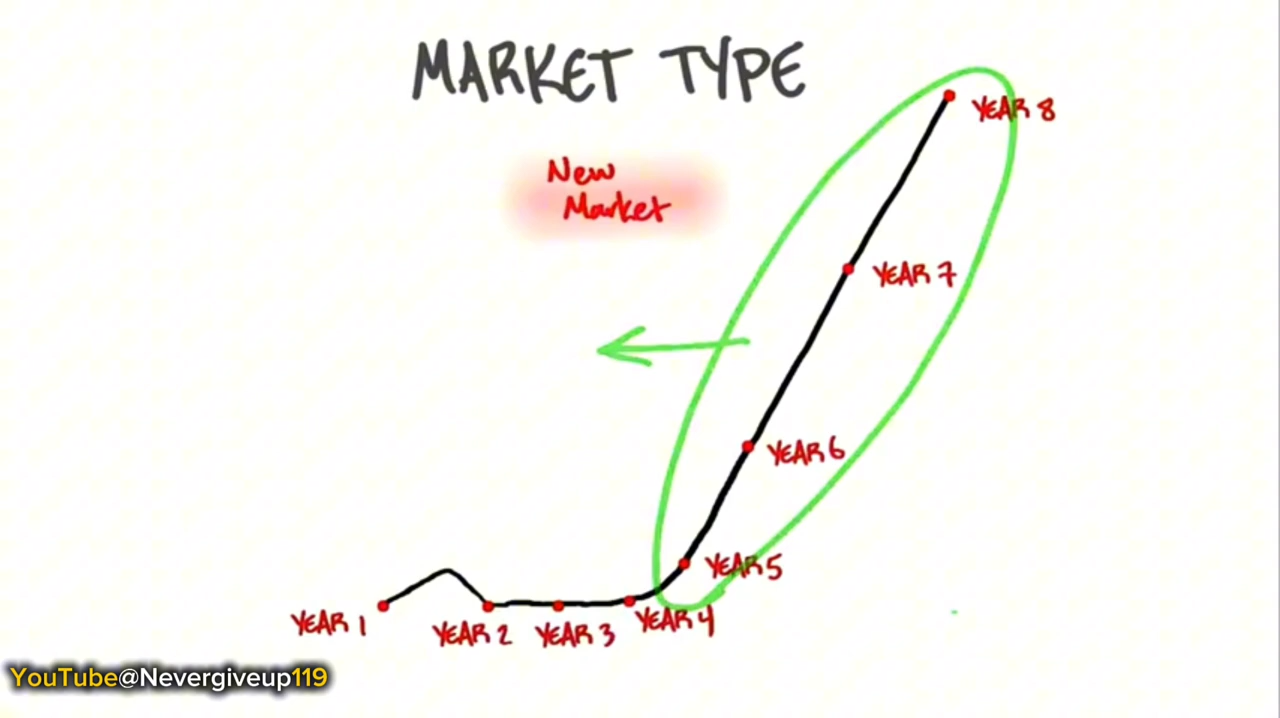 MARKET TYPE
New
Market
YEAR 8
YEAR 7
YEAR 6
YEAR 5
YEAR 4
YEAR 1
YEAR 2
YEAR 3
YouTube@Nevergiveup119